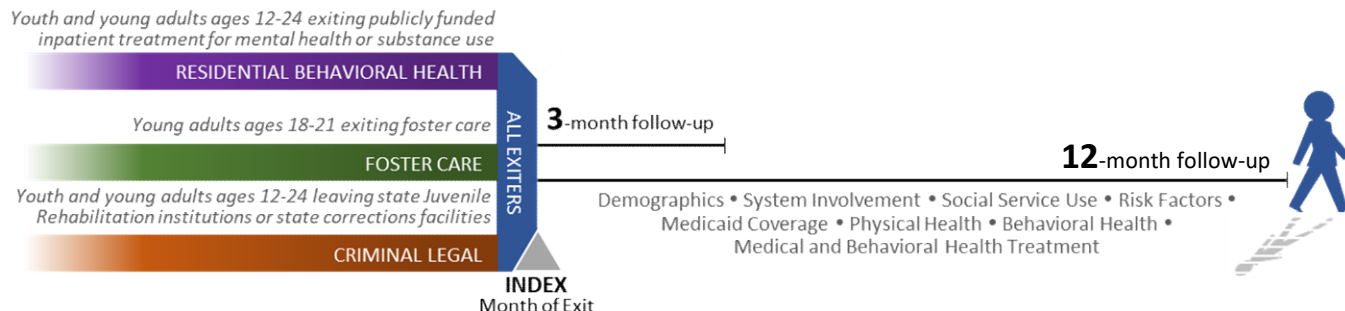 Youth and young adults ages 12-24 exiting publicly funded
inpatient treatment for mental health or substance use
RESIDENTIAL BEHAVIORAL HEALTH
Young adults ages 18-21 exiting foster care
FOSTER CARE
Youth and young adults ages 12-24 leaving state Juvenile
Rehabilitation institutions or state corrections facilities
CRIMINAL LEGAL
ALL EXITERS
INDEX
Month of Exit
3-month follow-up
12-month follow-up
Demographics • System Involvement • Social Service Use • Risk Factors •
Medicaid Coverage • Physical Health • Behavioral Health •
Medical and Behavioral Health Treatment